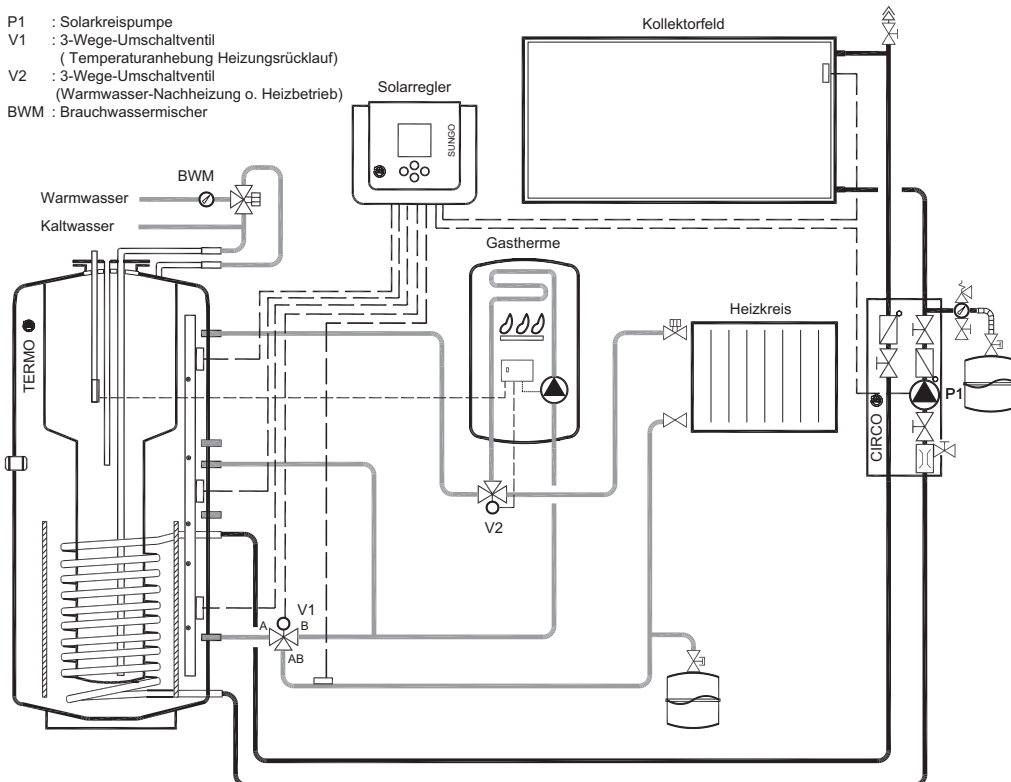 P1 : Solarkreispumpe
V1 : 3-Wege-Umschaltventil
( Temperaturanhebung Heizungsrücklauf)
V2 : 3-Wege-Umschaltventil
(Warmwasser-Nachheizung o. Heizbetrieb)
BWM : Brauchwassermischer
Kollektorfeld
Solarregler
SUNGO
BWM
Warmwasser
Kaltwasser
Gastherme
Heizkreis
TERMO
P1
CIRCO
V2
V1
A
B
AB